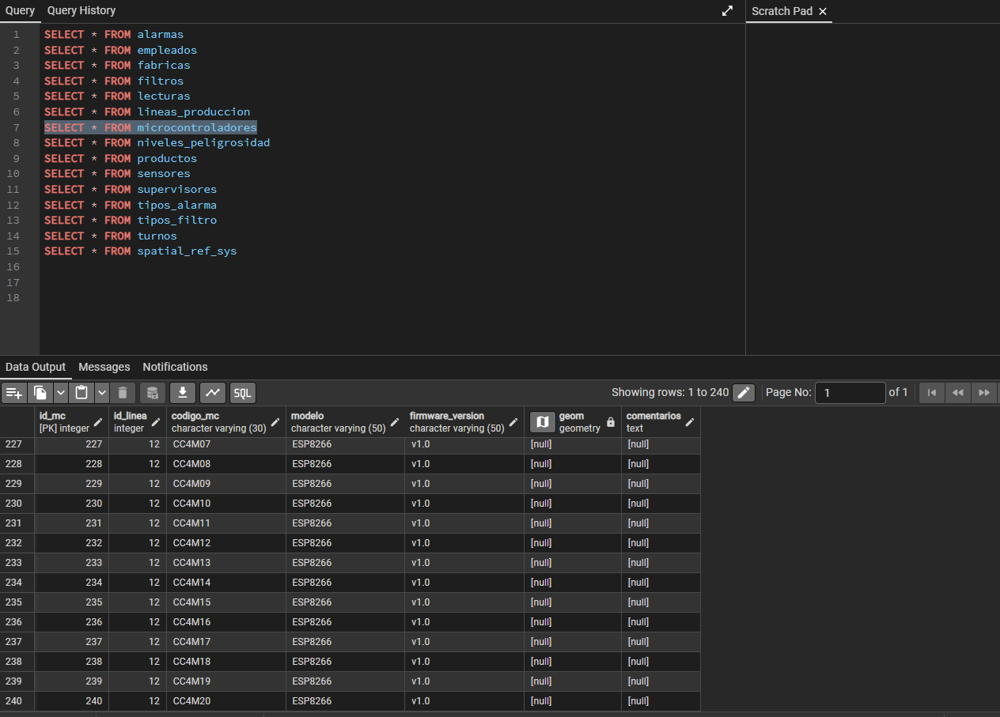 Query Query History Scratch Pad
1 SELECT * FROM alarmas
2 SELECT * FROM empleados
3 SELECT * FROM fabricas
4 SELECT * FROM filtros
5 SELECT * FROM lecturas
6 SELECT * FROM lineas_produccion
7 SELECT * FROM microcontroladores
8 SELECT * FROM niveles_peligrosidad
9 SELECT * FROM productos
10 SELECT * FROM sensores
11 SELECT * FROM supervisores
12 SELECT * FROM tipos_alarma
13 SELECT * FROM tipos_filtro
14 SELECT * FROM turnos
15 SELECT * FROM spatial_ref_sys
16
17
18
Data Output Messages Notifications
SQL Showing rows: 1 to 240 Page No: 1 of 1
id_mc id_linea codigo_mc modelo firmware_version geom comentarios
[PK] integer integer character varying (30) character varying (50) character varying (50) geometry text
227 227 12 CC4M07 ESP8266 v1.0 [null] [null]
228 228 12 CC4M08 ESP8266 v1.0 [null] [null]
229 229 12 CC4M09 ESP8266 v1.0 [null] [null]
230 230 12 CC4M10 ESP8266 v1.0 [null] [null]
231 231 12 CC4M11 ESP8266 v1.0 [null] [null]
232 232 12 CC4M12 ESP8266 v1.0 [null] [null]
233 233 12 CC4M13 ESP8266 v1.0 [null] [null]
234 234 12 CC4M14 ESP8266 v1.0 [null] [null]
235 235 12 CC4M15 ESP8266 v1.0 [null] [null]
236 236 12 CC4M16 ESP8266 v1.0 [null] [null]
237 237 12 CC4M17 ESP8266 v1.0 [null] [null]
238 238 12 CC4M18 ESP8266 v1.0 [null] [null]
239 239 12 CC4M19 ESP8266 v1.0 [null] [null]
240 240 12 CC4M20 ESP8266 v1.0 [null] [null]